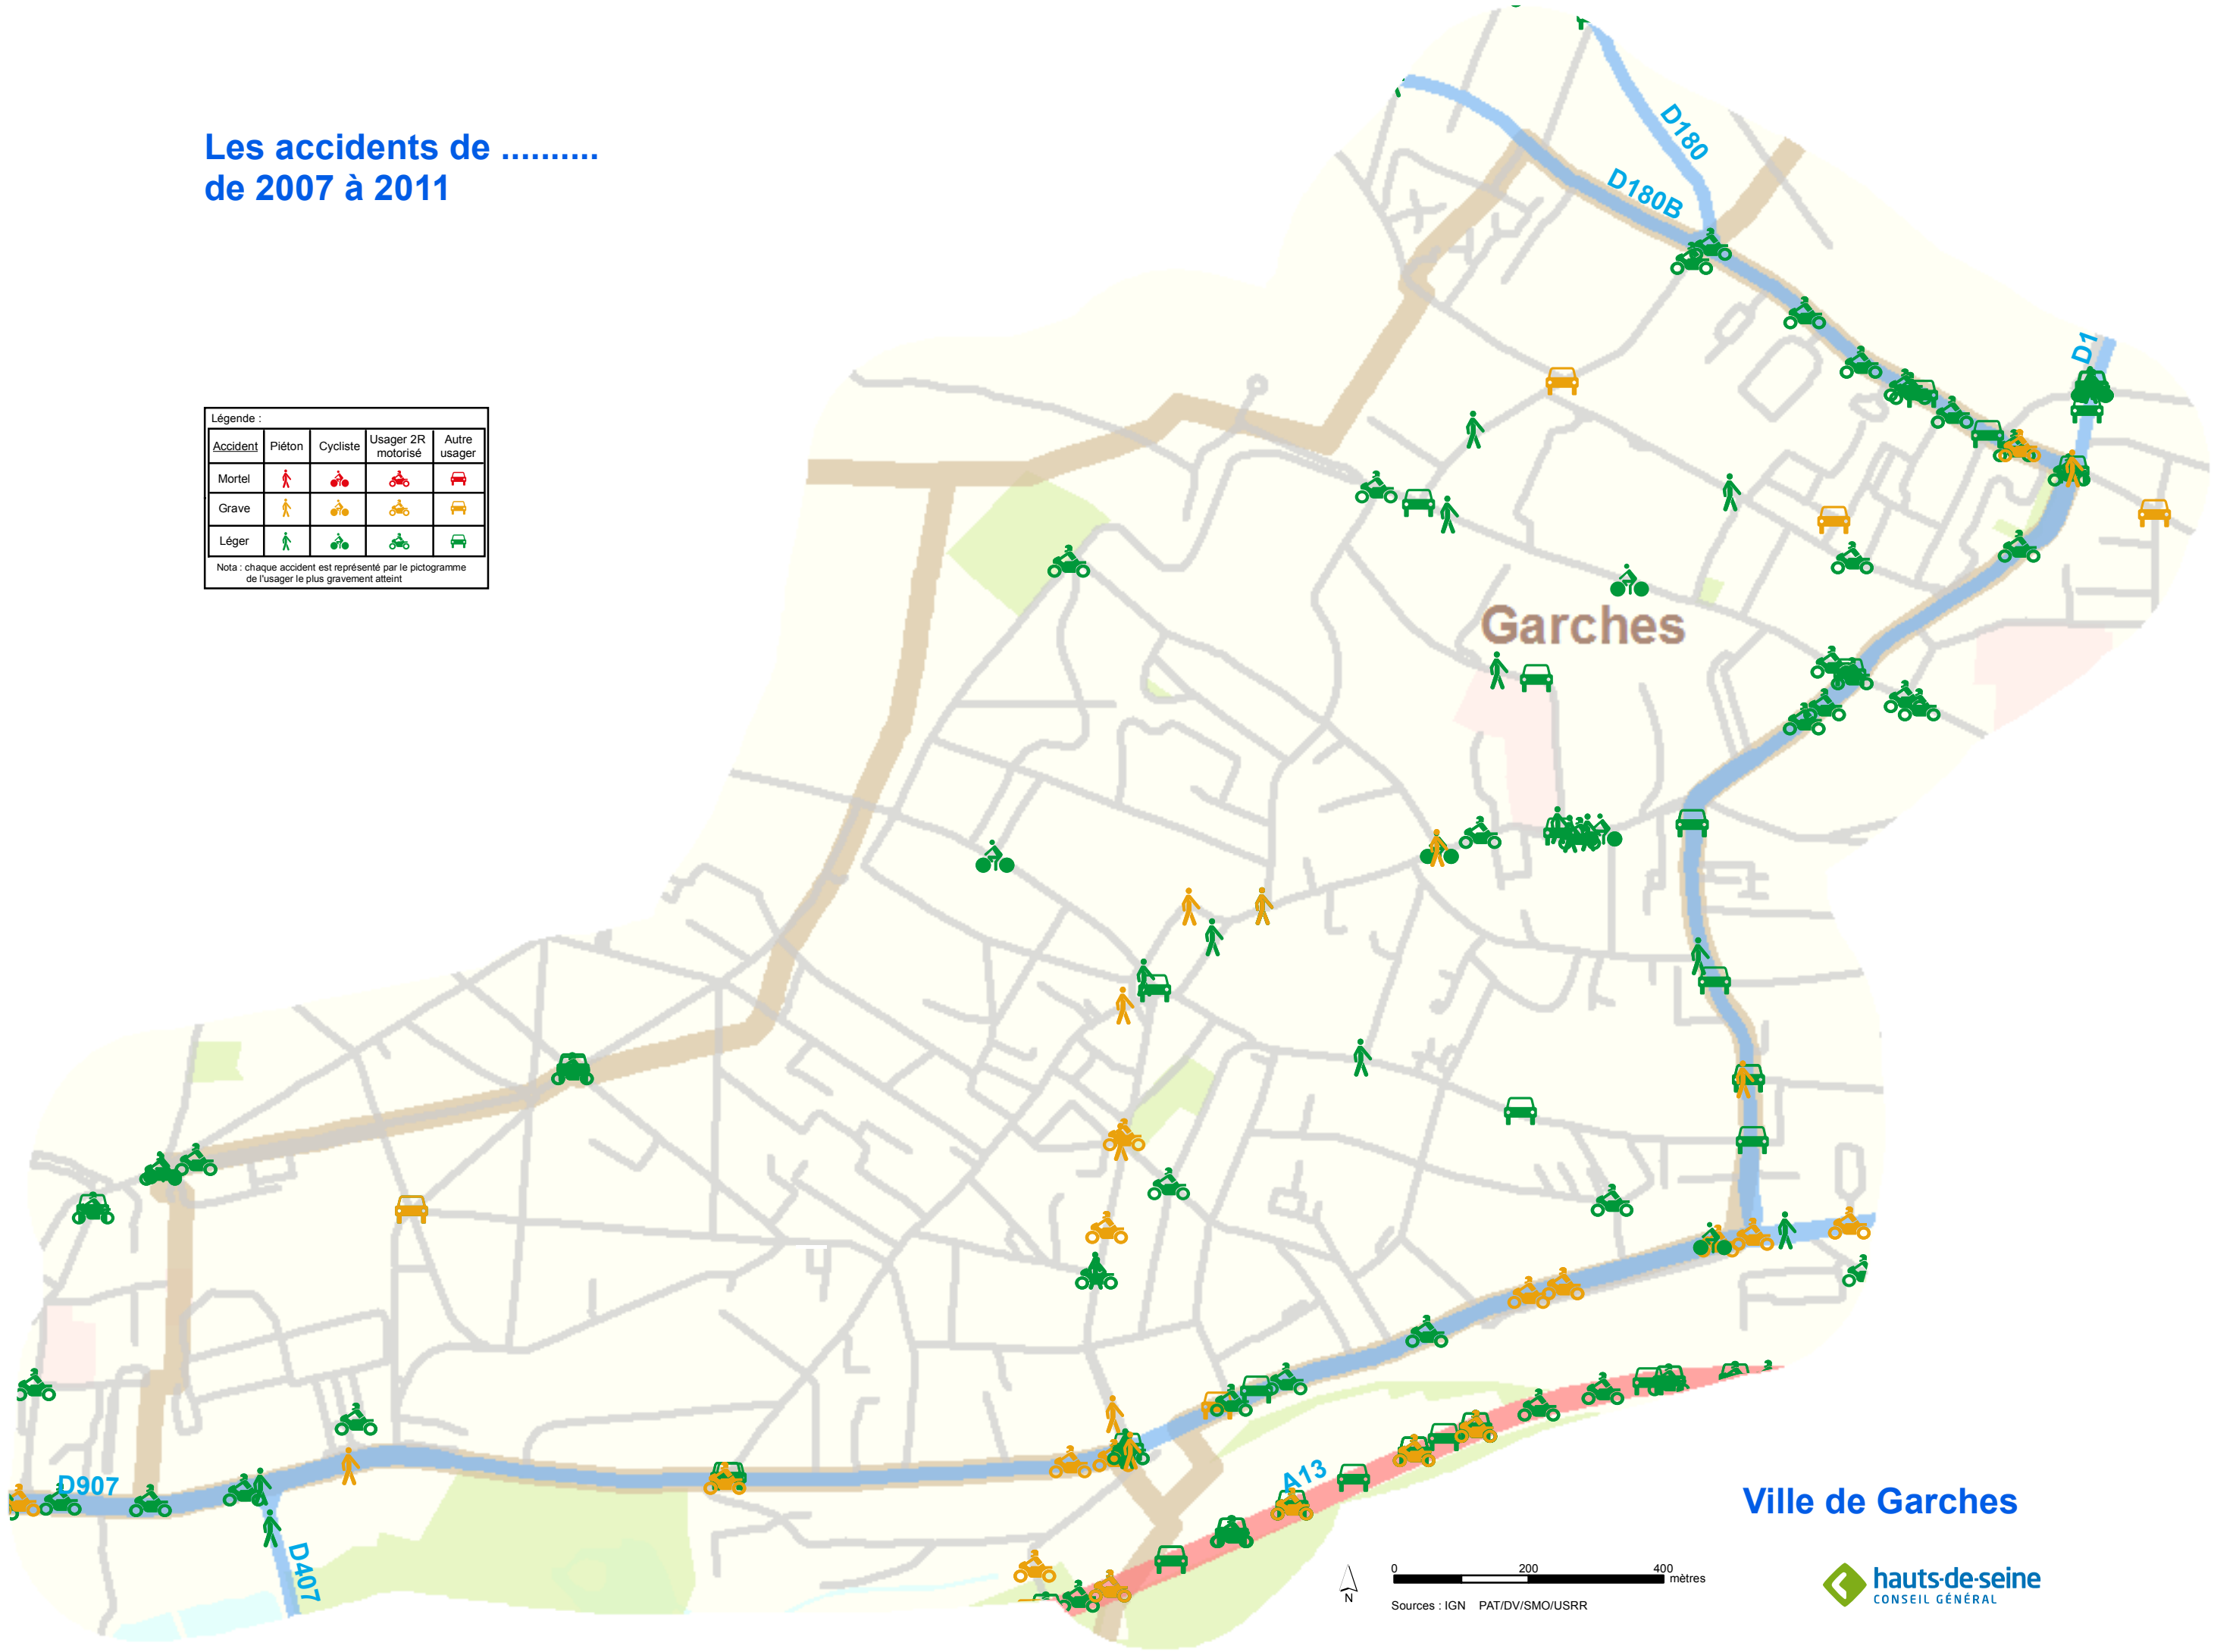 Les accidents de ..........
de 2007 à 2011
D180
D180B
D1
Légende :
Accident Piéton Cycliste Usager 2R motorisé Autre usager
Mortel
Grave
Léger
Nota : chaque accident est représenté par le pictogramme
de l'usager le plus gravement atteint
Garches
D907
D407
A13
Ville de Garches
0 200 400 mètres
N
Sources : IGN PAT/DV/SMO/USRR
hauts-de-seine
CONSEIL GÉNÉRAL